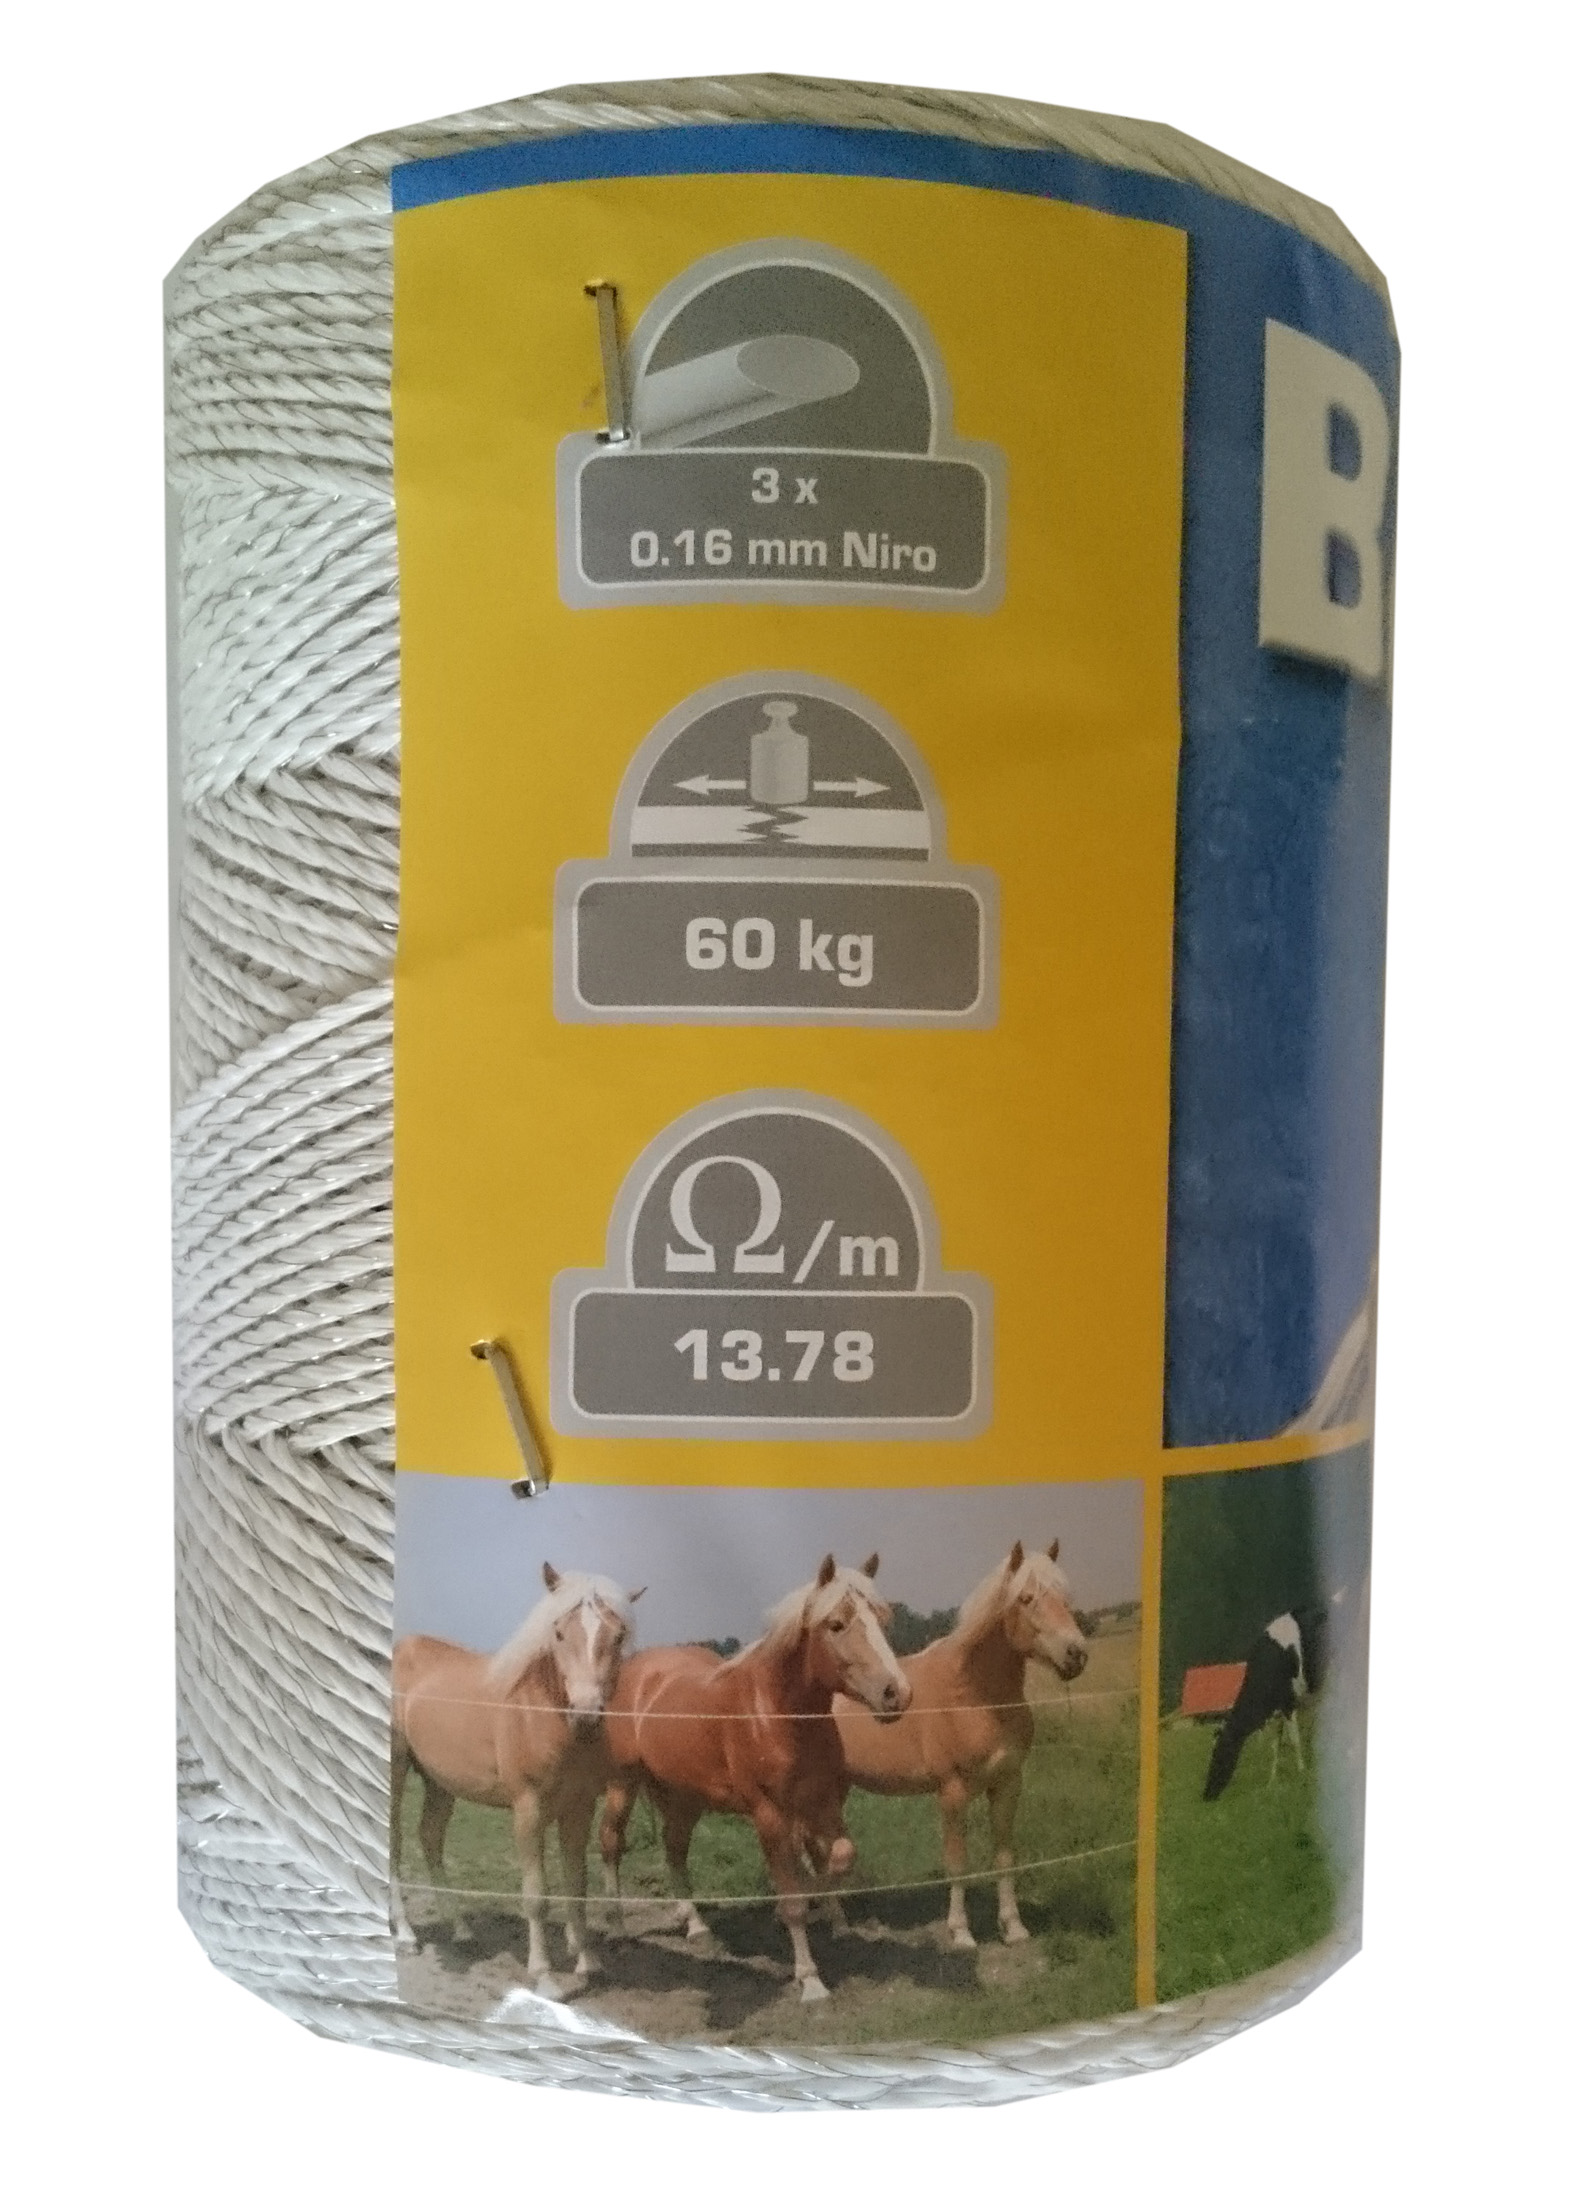 3 x
0.16 mm Niro
60 kg
Ω/m
13.78
B